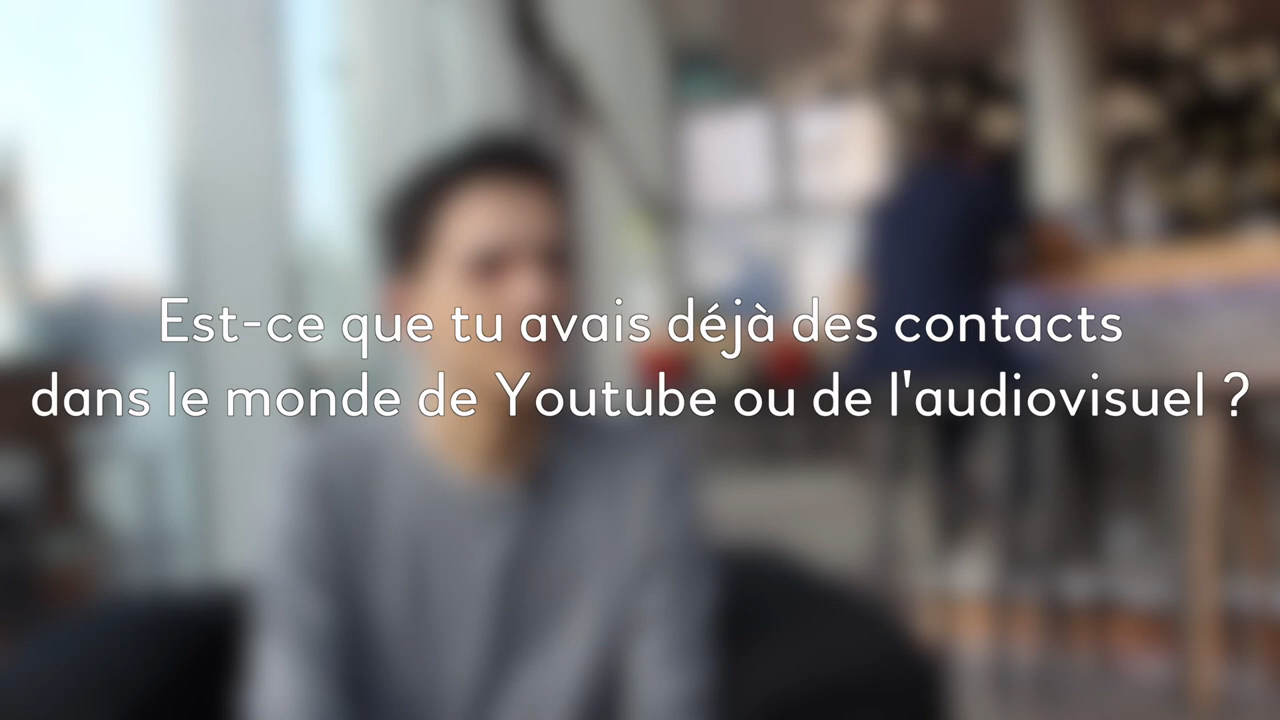 Est-ce que tu avais déjà des contacts
dans le monde de Youtube ou de l'audiovisuel ?